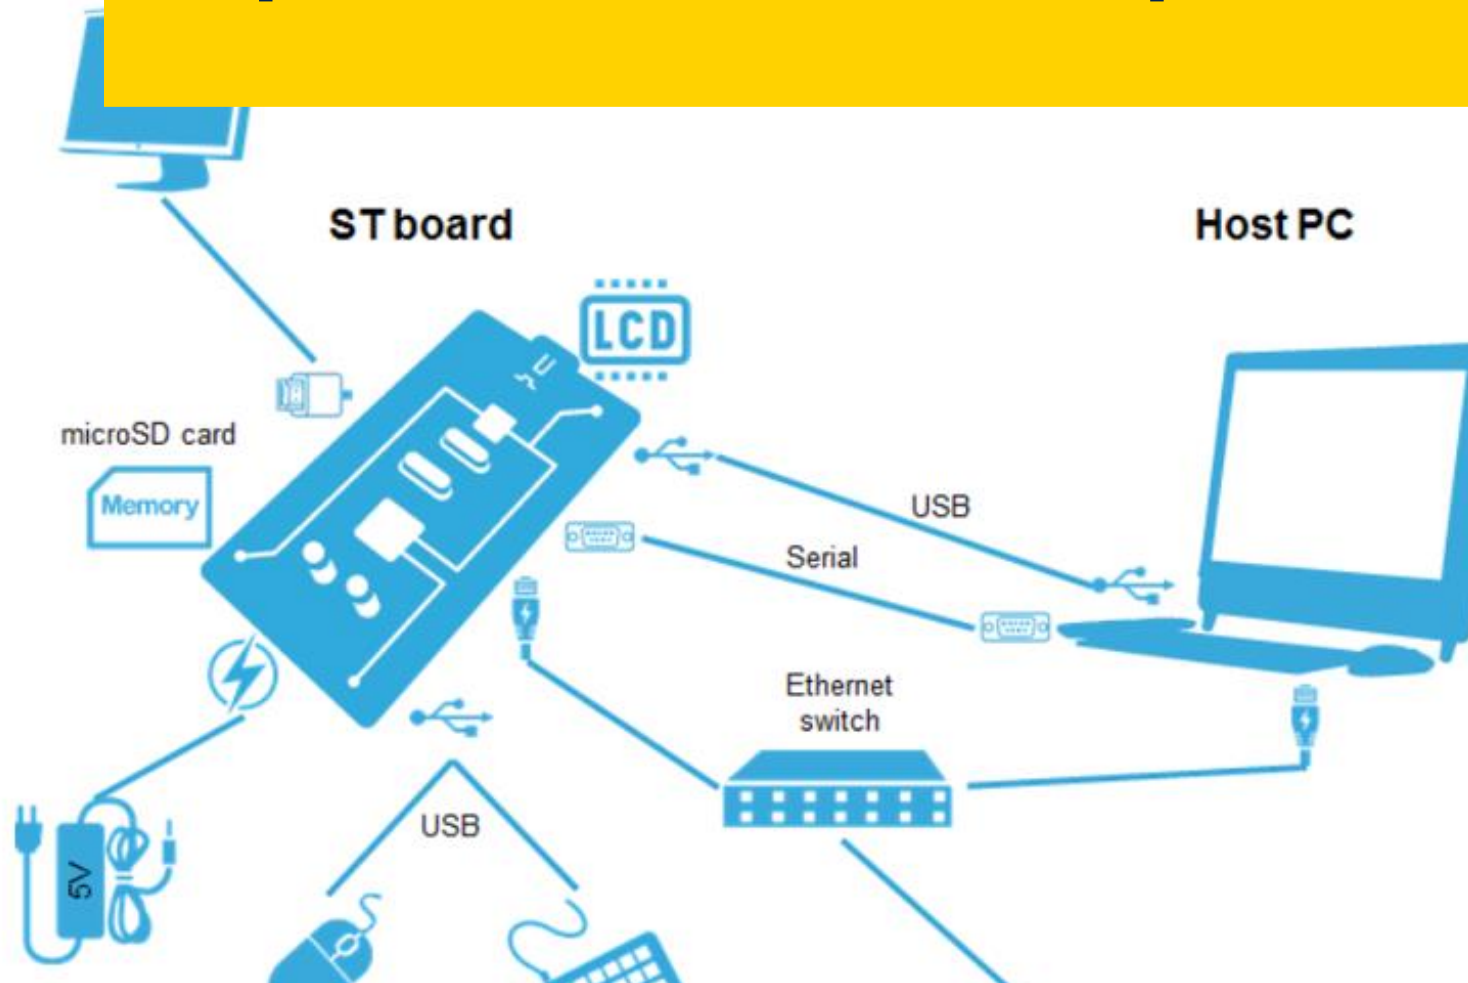 ST board
Host PC
LCD
microSD card
Memory
USB
Serial
Ethernet
switch
USB
5V